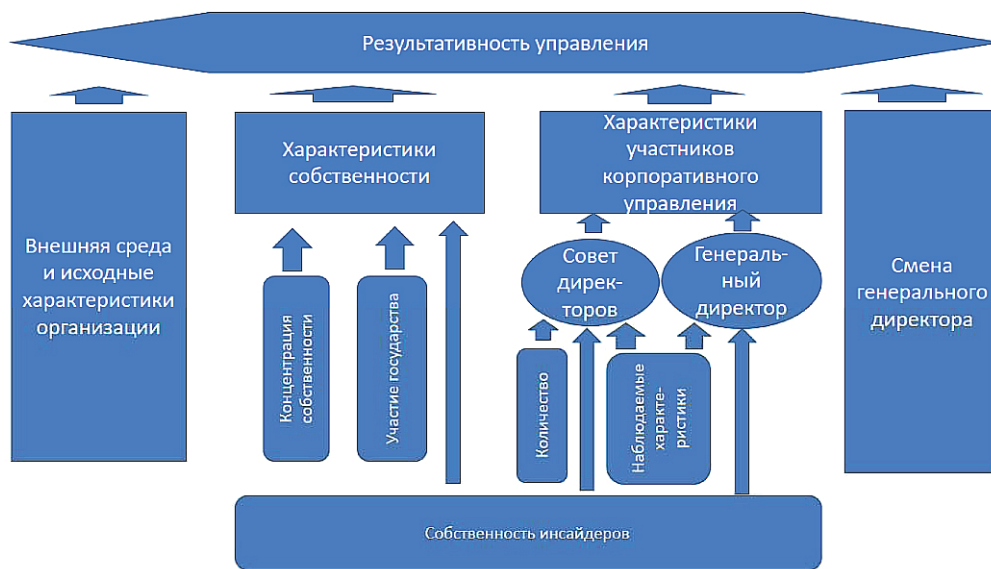 Результативность управления
Внешняя среда
и исходные
характеристики
организации
Характеристики
собственности
Характеристики
участников
корпоративного
управления
Смена
генерального
директора
Совет
дирек-
торов
Генераль-
ный
директор
Концентрация
собственности
Участие государства
Количество
Наблюдаемые
характе-
ристики
Собственность инсайдеров